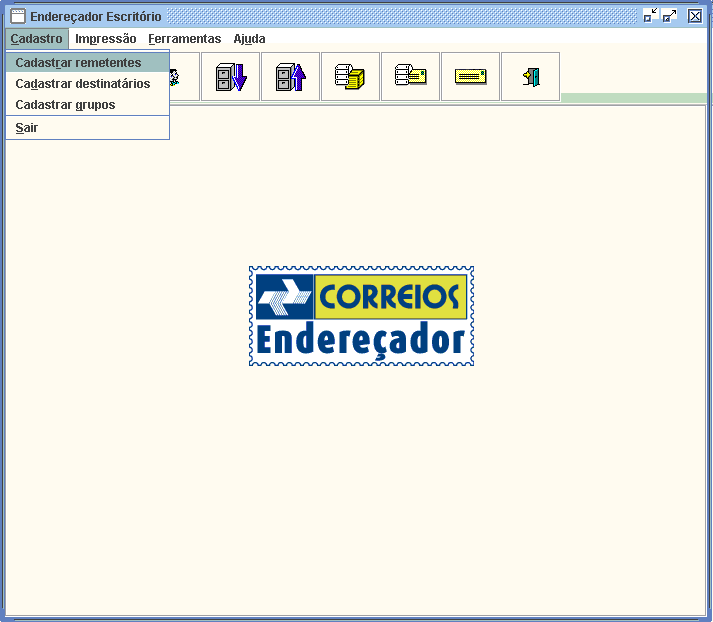 Endereçador Escritório
Cadastro Impressão Ferramentas Ajuda
Cadastrar remetentes
Cadastrar destinatários
Cadastrar grupos
Sair
CORREIOS
Endereçador